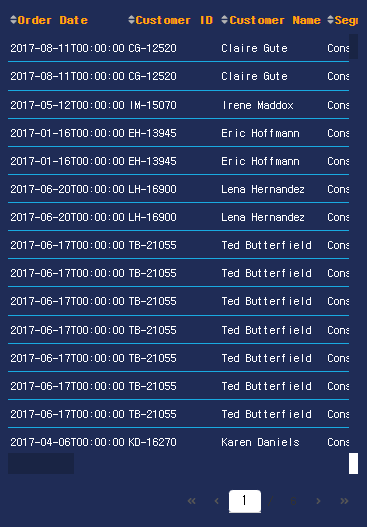 Order Date Customer ID Customer Name Segm
2017-08-11T00:00:00 CG-12520 Claire Gute Cons
2017-08-11T00:00:00 CG-12520 Claire Gute Cons
2017-05-12T00:00:00 IM-15070 Irene Maddox Cons
2017-01-16T00:00:00 EH-13945 Eric Hoffmann Cons
2017-01-16T00:00:00 EH-13945 Eric Hoffmann Cons
2017-06-20T00:00:00 LH-16900 Lena Hernandez Cons
2017-06-20T00:00:00 LH-16900 Lena Hernandez Cons
2017-06-17T00:00:00 TB-21055 Ted Butterfield Cons
2017-06-17T00:00:00 TB-21055 Ted Butterfield Cons
2017-06-17T00:00:00 TB-21055 Ted Butterfield Cons
2017-06-17T00:00:00 TB-21055 Ted Butterfield Cons
2017-06-17T00:00:00 TB-21055 Ted Butterfield Cons
2017-06-17T00:00:00 TB-21055 Ted Butterfield Cons
2017-06-17T00:00:00 TB-21055 Ted Butterfield Cons
2017-04-06T00:00:00 KD-16270 Karen Daniels Cons
« ‹ 1 › »